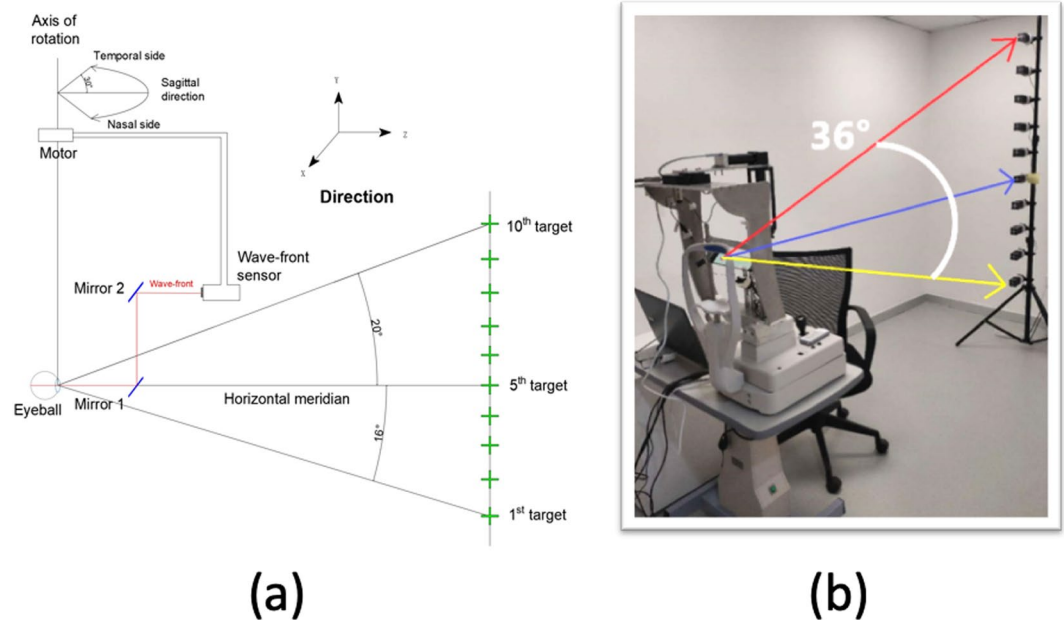 Axis of
rotation
Temporal side
30°
Sagittal
direction
Nasal side
Motor
Y
Z
X
Direction
10th target
Wave-front
sensor
Mirror 2
Wave-front
20°
5th target
Eyeball
Mirror 1
Horizontal meridian
16°
1st target
36°
(a)
(b)